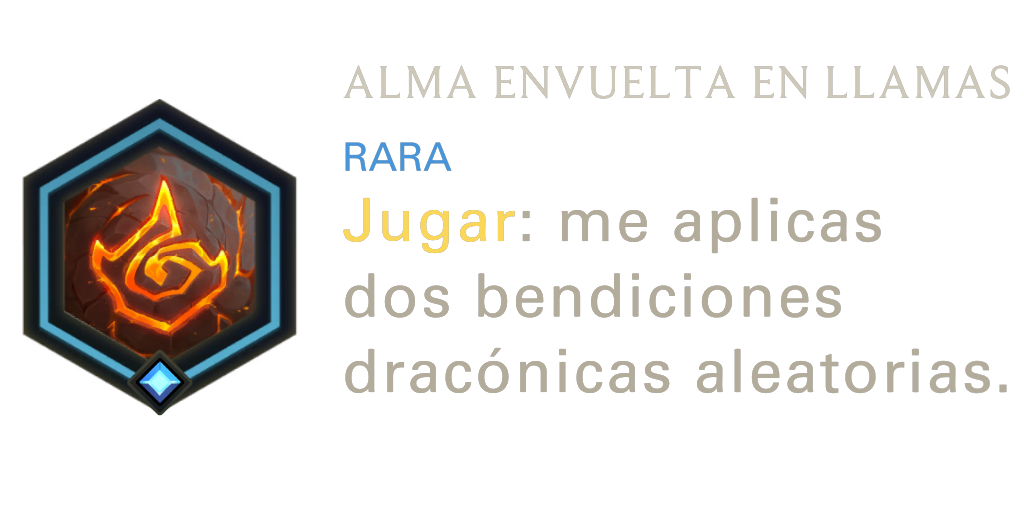 ALMA ENVUELTA EN LLAMAS
RARA
Jugar: me aplicas
dos bendiciones
dracónicas aleatorias.